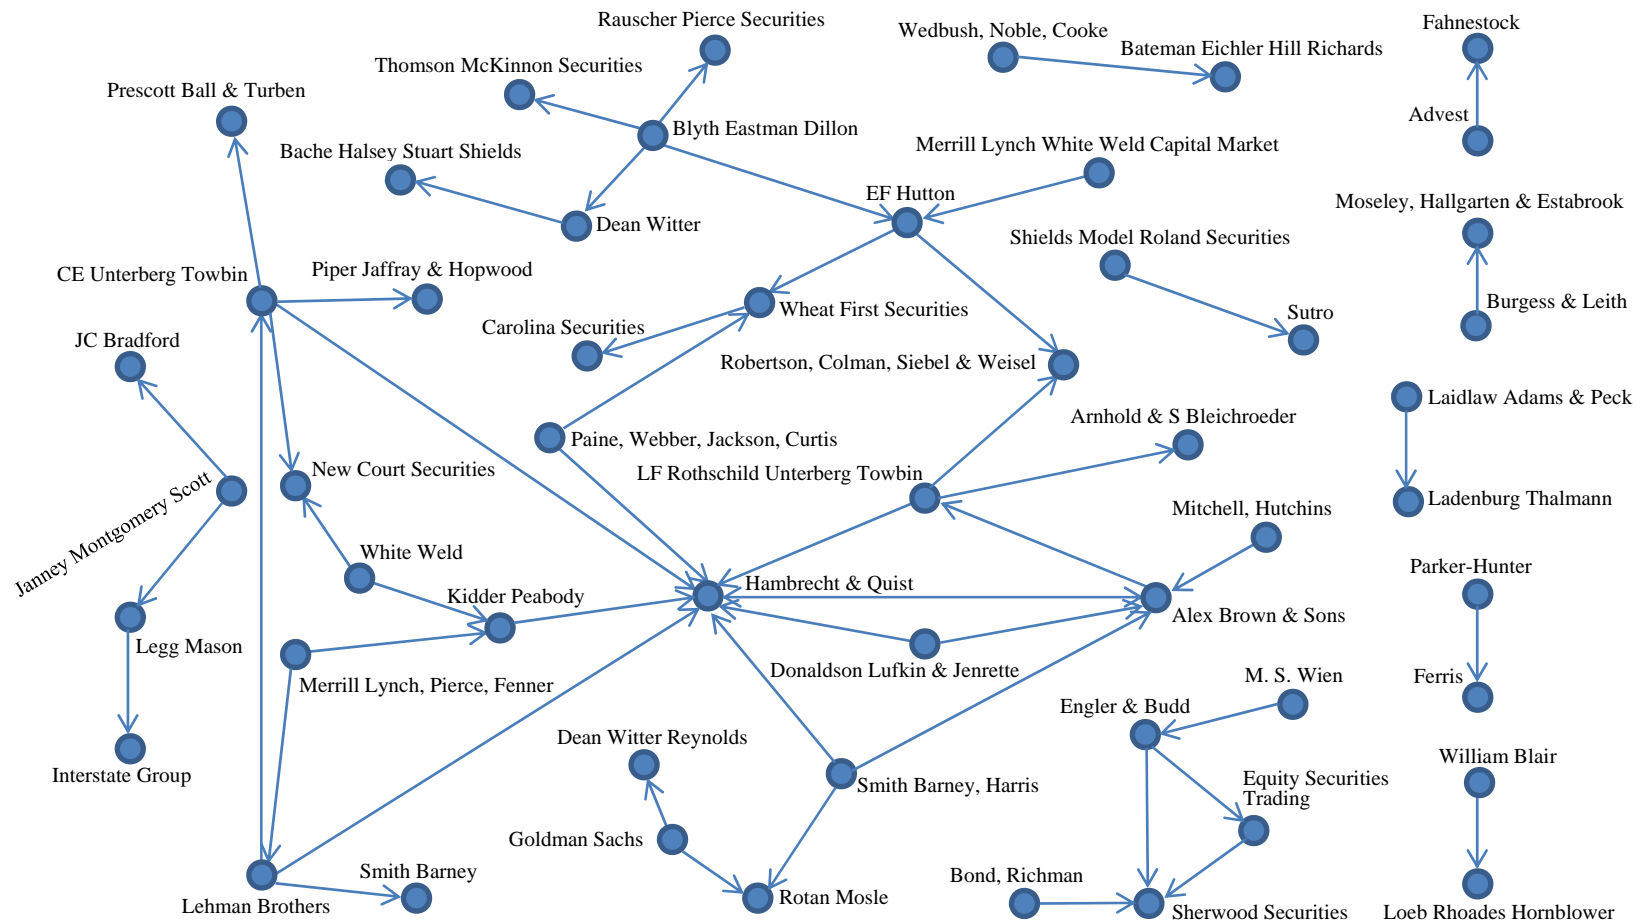 Rauscher Pierce Securities
Wedbush, Noble, Cooke
Fahnestock
Bateman Eichler Hill Richards
Thomson McKinnon Securities
Prescott Ball & Turben
Advest
Blyth Eastman Dillon
Merrill Lynch White Weld Capital Market
Bache Halsey Stuart Shields
EF Hutton
Moseley, Hallgarten & Estabrook
Dean Witter
Shields Model Roland Securities
Piper Jaffray & Hopwood
CE Unterberg Towbin
Burgess & Leith
Wheat First Securities
Sutro
Carolina Securities
JC Bradford
Robertson, Colman, Siebel & Weisel
Laidlaw Adams & Peck
Arnhold & S Bleichroeder
Paine, Webber, Jackson, Curtis
New Court Securities
LF Rothschild Unterberg Towbin
Ladenburg Thalmann
Janney Montgomery Scott
Mitchell, Hutchins
White Weld
Parker-Hunter
Hambrecht & Quist
Kidder Peabody
Alex Brown & Sons
Legg Mason
Donaldson Lufkin & Jenrette
M. S. Wien
Ferris
Merrill Lynch, Pierce, Fenner
Engler & Budd
Dean Witter Reynolds
William Blair
Interstate Group
Equity Securities
Trading
Smith Barney, Harris
Goldman Sachs
Smith Barney
Bond, Richman
Rotan Mosle
Lehman Brothers
Sherwood Securities
Loeb Rhoades Hornblower